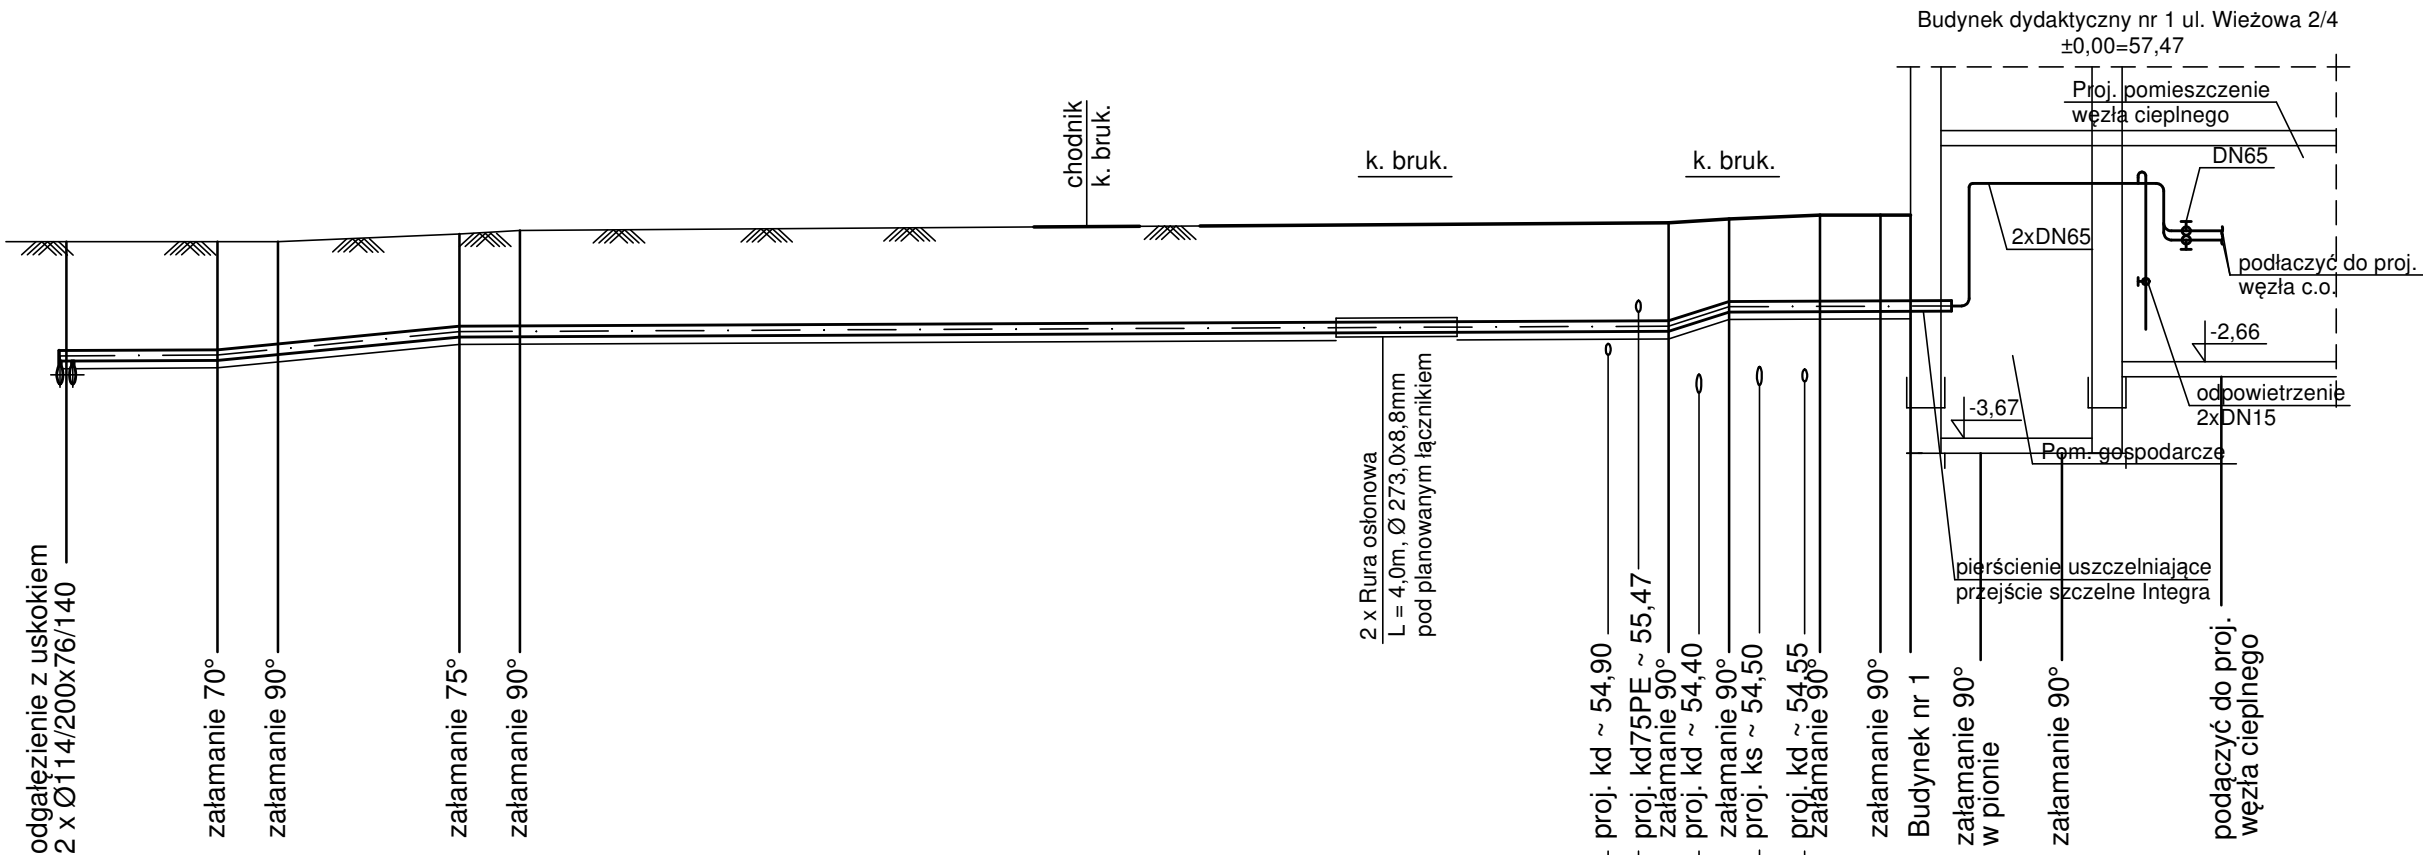 Budynek dydaktyczny nr 1 ul. Wieżowa 2/4
±0,00=57,47
Proj. pomieszczenie
węzła cieplnego
DN65
chodnik
k. bruk.
k. bruk.
k. bruk.
2xDN65
podłaczyć do proj.
węzła c.o.
-2,66
odpowietrzenie
2xDN15
-3,67
Pom. gospodarcze
2 x Rura osłonowa
L = 4,0m, Ø 273,0x8,8mm
pod planowanym łącznikiem
pierścienie uszczelniające
przejście szczelne Integra
odgałęzienie z uskokiem
2 x Ø114/200x76/140
załamanie 70°
załamanie 90°
załamanie 75°
załamanie 90°
proj. kd ~ 54,90
proj. kd75PE ~ 55,47
załamanie 90°
proj. kd ~ 54,40
załamanie 90°
proj. ks ~ 54,50
proj. kd ~ 54,55
załamanie 90°
załamanie 90°
Budynek nr 1
załamanie 90°
w pionie
załamanie 90°
podączyć do proj.
węzła cieplnego